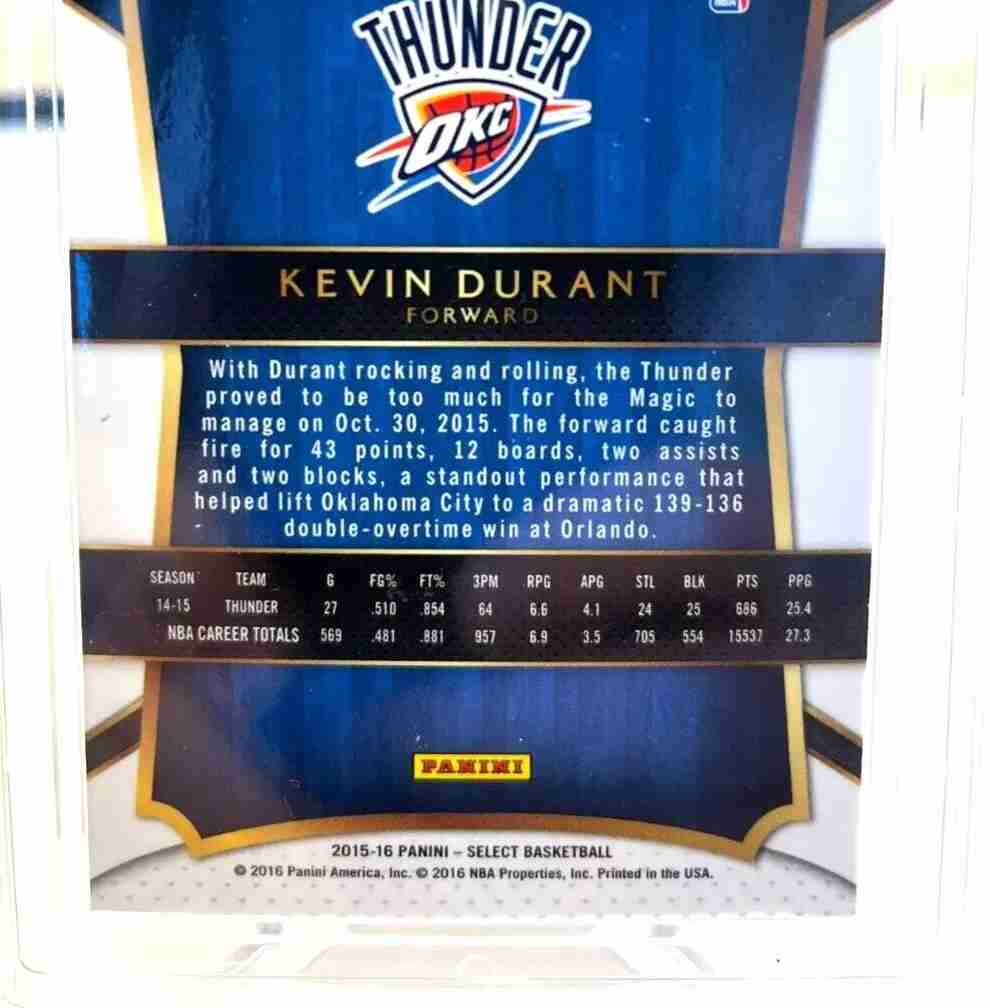 THUNDER
OKC
KEVIN DURANT
FORWARD
With Durant rocking and rolling, the Thunder
proved to be too much for the Magic to
manage on Oct. 30, 2015. The forward caught
fire for 43 points, 12 boards, two assists
and two blocks, a standout performance that
helped lift Oklahoma City to a dramatic 139-136
double-overtime win at Orlando.
SEASON TEAM G FG% FT% 3PM RPG APG STL BLK PTS PPG
14-15 THUNDER 27 .510 .854 64 6.6 4.1 24 25 686 25.4
NBA CAREER TOTALS 569 .481 .881 957 6.9 3.5 705 554 15537 27.3
PANINI
2015-16 PANINI – SELECT BASKETBALL
© 2016 Panini America, Inc. © 2016 NBA Properties, Inc. Printed in the USA.